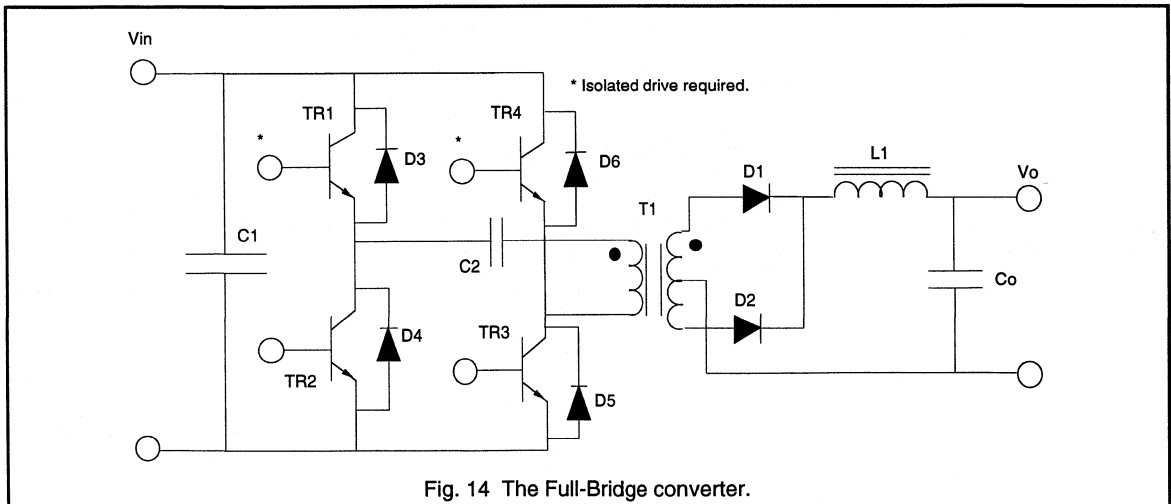 Vin
* Isolated drive required.
TR1
TR4
*
*
D3
D6
D1
L1
Vo
T1
C1
C2
Co
D2
TR3
D4
TR2
D5
Fig. 14 The Full-Bridge converter.